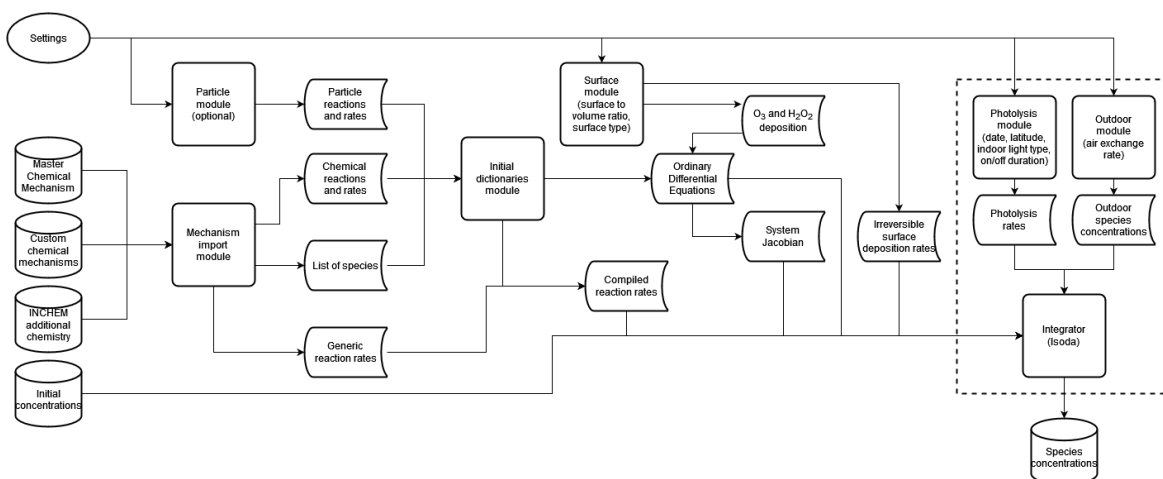 Settings
Particle
module
(optional)
Particle
reactions
and rates
Surface
module
(surface to
volume ratio,
surface type)
O₃ and H₂O₂
deposition
Photolysis
module
(date, latitude,
indoor light type,
on/off duration)
Outdoor
module
(air exchange
rate)
Master
Chemical
Mechanism
Chemical
reactions
and rates
Initial
dictionaries
module
Ordinary
Differential
Equations
Custom
chemical
mechanisms
Mechanism
import
module
List of species
System
Jacobian
Irreversible
surface
deposition rates
Photolysis
rates
Outdoor
species
concentrations
INCHEM
additional
chemistry
Generic
reaction rates
Compiled
reaction rates
Integrator
(lsoda)
Initial
concentrations
Species
concentrations